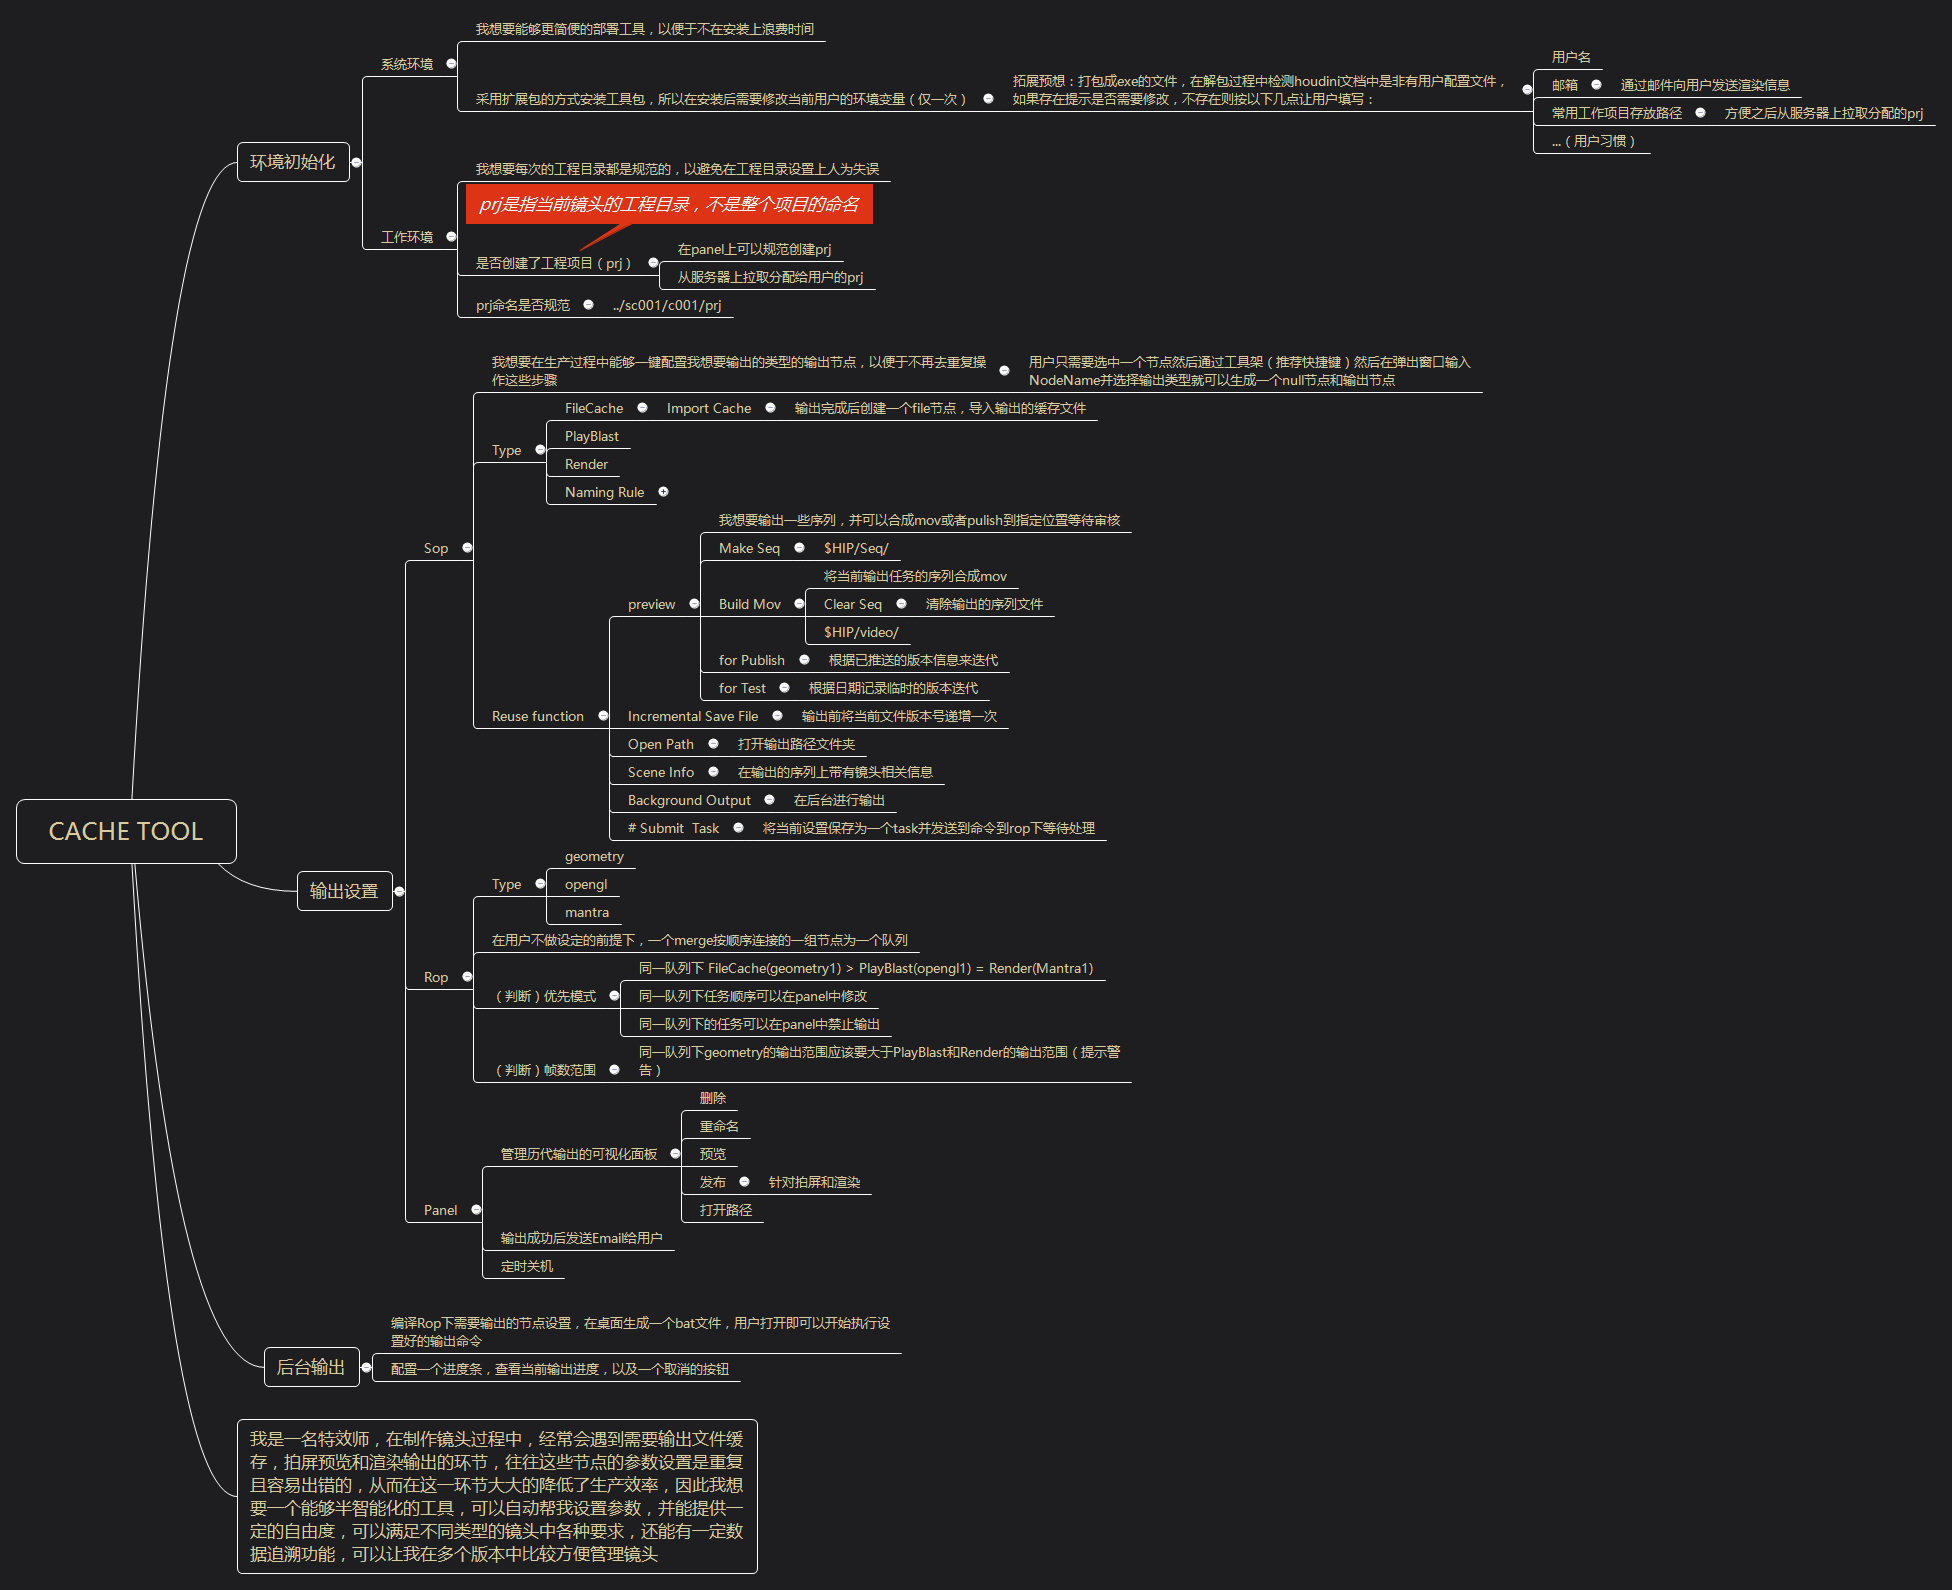 CACHE TOOL
环境初始化
系统环境
我想要能够更简便的部署工具，以便于不在安装上浪费时间
采用扩展包的方式安装工具包，所以在安装后需要修改当前用户的环境变量（仅一次）
拓展预想：打包成exe的文件，在解包过程中检测houdini文档中是非有用户配置文件，
如果存在提示是否需要修改，不存在则按以下几点让用户填写：
用户名
邮箱
通过邮件向用户发送渲染信息
常用工作项目存放路径
方便之后从服务器上拉取分配的prj
...（用户习惯）
工作环境
我想要每次的工程目录都是规范的，以避免在工程目录设置上人为失误
prj是指当前镜头的工程目录，不是整个项目的命名
是否创建了工程项目（prj）
在panel上可以规范创建prj
从服务器上拉取分配给用户的prj
prj命名是否规范
../sc001/c001/prj
输出设置
Sop
我想要在生产过程中能够一键配置我想要输出的类型的输出节点，以便于不再去重复操
作这些步骤
用户只需要选中一个节点然后通过工具架（推荐快捷键）然后在弹出窗口输入
NodeName并选择输出类型就可以生成一个null节点和输出节点
Type
FileCache
Import Cache
输出完成后创建一个file节点，导入输出的缓存文件
PlayBlast
Render
Naming Rule
Reuse function
preview
我想要输出一些序列，并可以合成mov或者pulish到指定位置等待审核
Make Seq
$HIP/Seq/
Build Mov
将当前输出任务的序列合成mov
Clear Seq
清除输出的序列文件
$HIP/video/
for Publish
根据已推送的版本信息来迭代
for Test
根据日期记录临时的版本迭代
Incremental Save File
输出前将当前文件版本号递增一次
Open Path
打开输出路径文件夹
Scene Info
在输出的序列上带有镜头相关信息
Background Output
在后台进行输出
# Submit Task
将当前设置保存为一个task并发送到命令到rop下等待处理
Rop
Type
geometry
opengl
mantra
在用户不做设定的前提下，一个merge按顺序连接的一组节点为一个队列
（判断）优先模式
同一队列下 FileCache(geometry1) > PlayBlast(opengl1) = Render(Mantra1)
同一队列下任务顺序可以在panel中修改
同一队列下的任务可以在panel中禁止输出
（判断）帧数范围
同一队列下geometry的输出范围应该要大于PlayBlast和Render的输出范围（提示警
告）
Panel
管理历代输出的可视化面板
删除
重命名
预览
发布
针对拍屏和渲染
打开路径
输出成功后发送Email给用户
定时关机
后台输出
编译Rop下需要输出的节点设置，在桌面生成一个bat文件，用户打开即可以开始执行设
置好的输出命令
配置一个进度条，查看当前输出进度，以及一个取消的按钮
我是一名特效师，在制作镜头过程中，经常会遇到需要输出文件缓
存，拍屏预览和渲染输出的环节，往往这些节点的参数设置是重复
且容易出错的，从而在这一环节大大的降低了生产效率，因此我想
要一个能够半智能化的工具，可以自动帮我设置参数，并能提供一
定的自由度，可以满足不同类型的镜头中各种要求，还能有一定数
据追溯功能，可以让我在多个版本中比较方便管理镜头